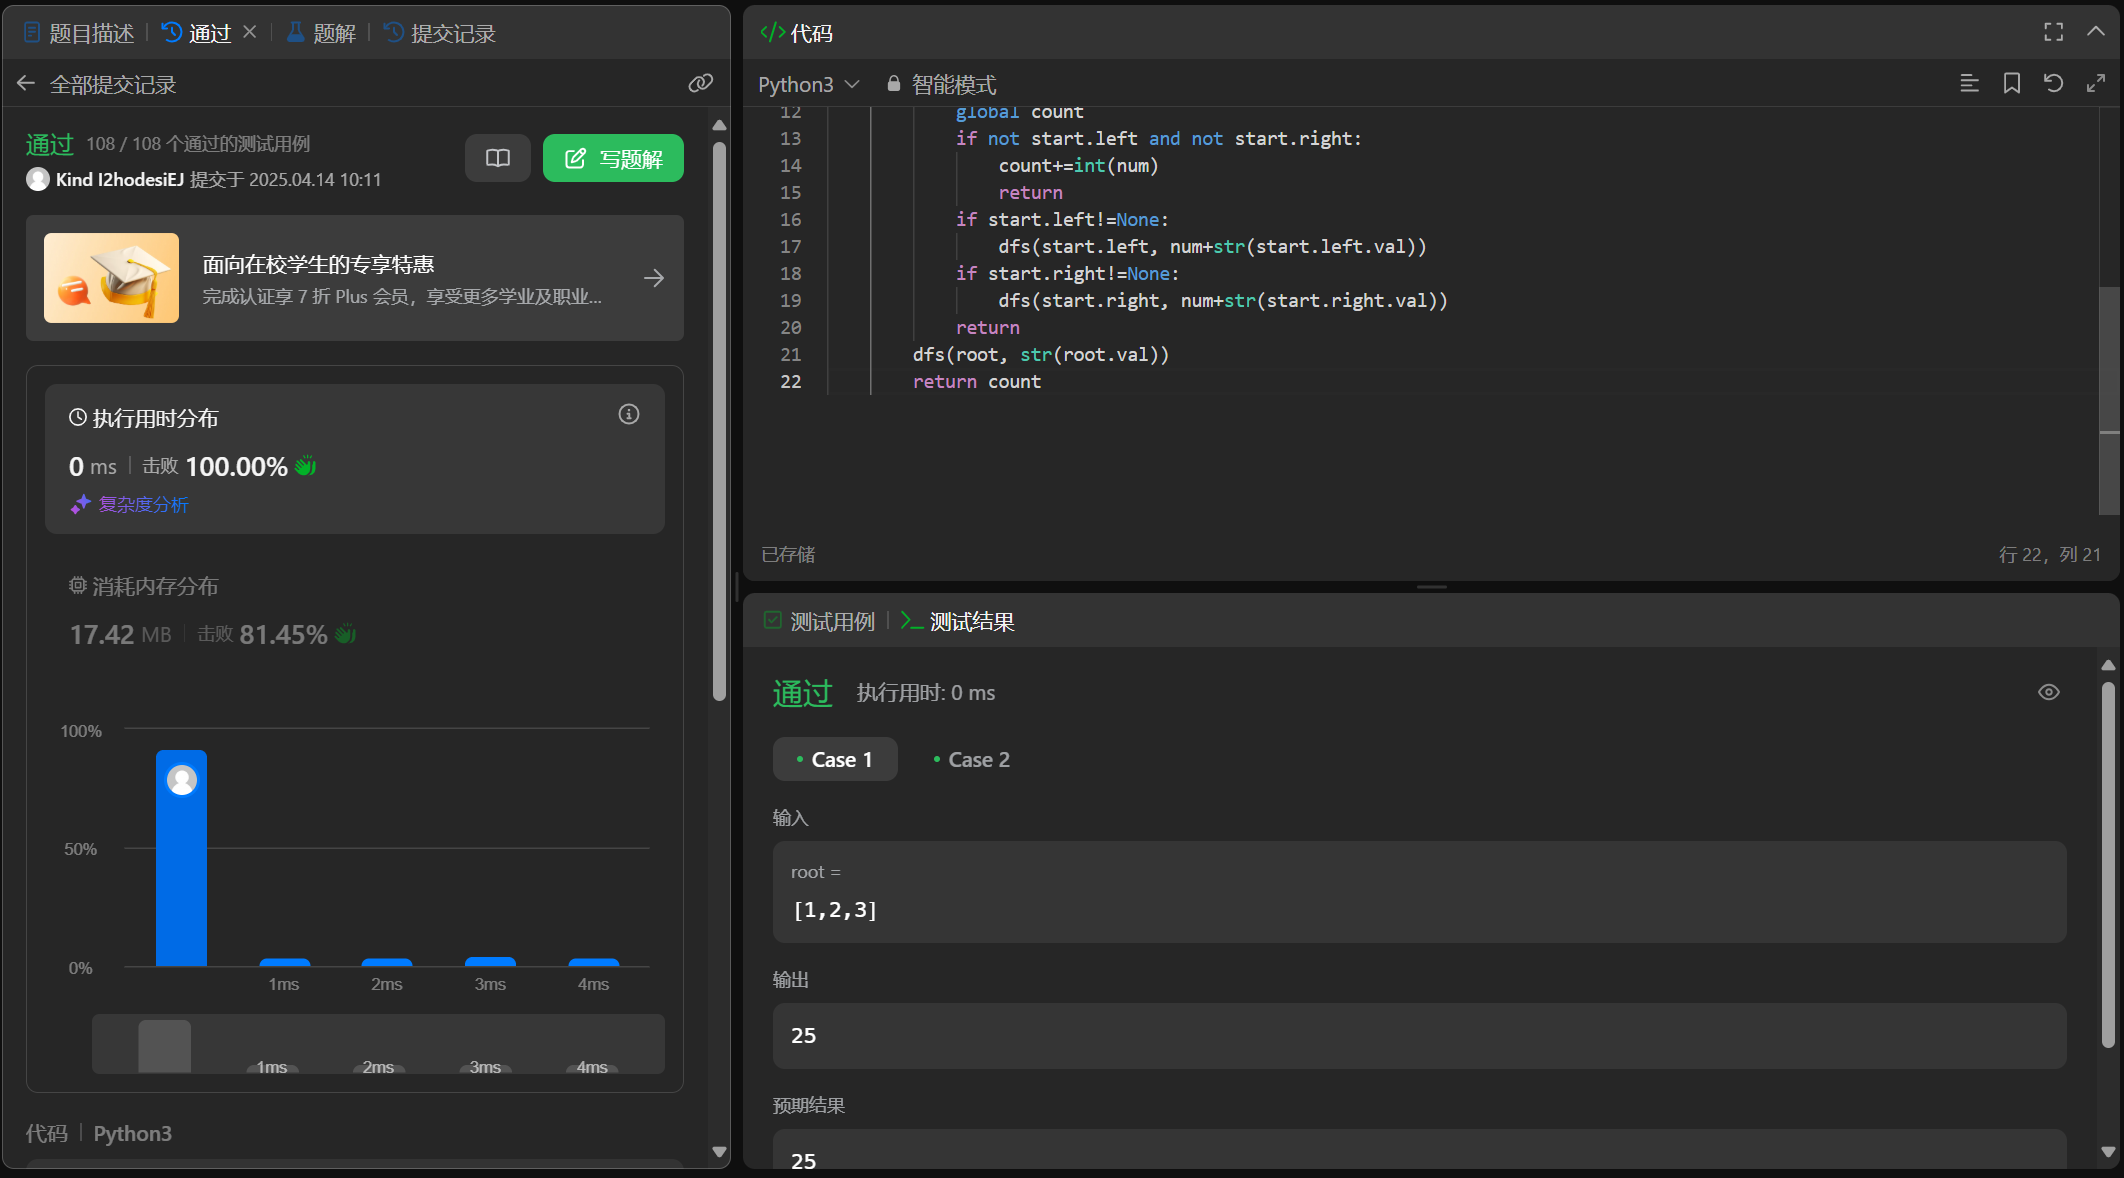 题目描述
通过
题解
提交记录
全部提交记录
通过 108 / 108 个通过的测试用例
Kind I2hodesiEJ 提交于 2025.04.14 10:11
写题解
面向在校学生的专享特惠
完成认证享 7 折 Plus 会员，享受更多学业及职业...
执行用时分布
0 ms 击败 100.00%
复杂度分析
消耗内存分布
17.42 MB 击败 81.45%
100%
50%
0%
1ms 2ms 3ms 4ms
1ms 2ms 3ms 4ms
代码 Python3
</>代码
Python3 智能模式
12 global count
13 if not start.left and not start.right:
14 count+=int(num)
15 return
16 if start.left!=None:
17 dfs(start.left, num+str(start.left.val))
18 if start.right!=None:
19 dfs(start.right, num+str(start.right.val))
20 return
21 dfs(root, str(root.val))
22 return count
已存储
行 22，列 21
测试用例
测试结果
通过 执行用时: 0 ms
Case 1
Case 2
输入
root =
[1,2,3]
输出
25
预期结果
25